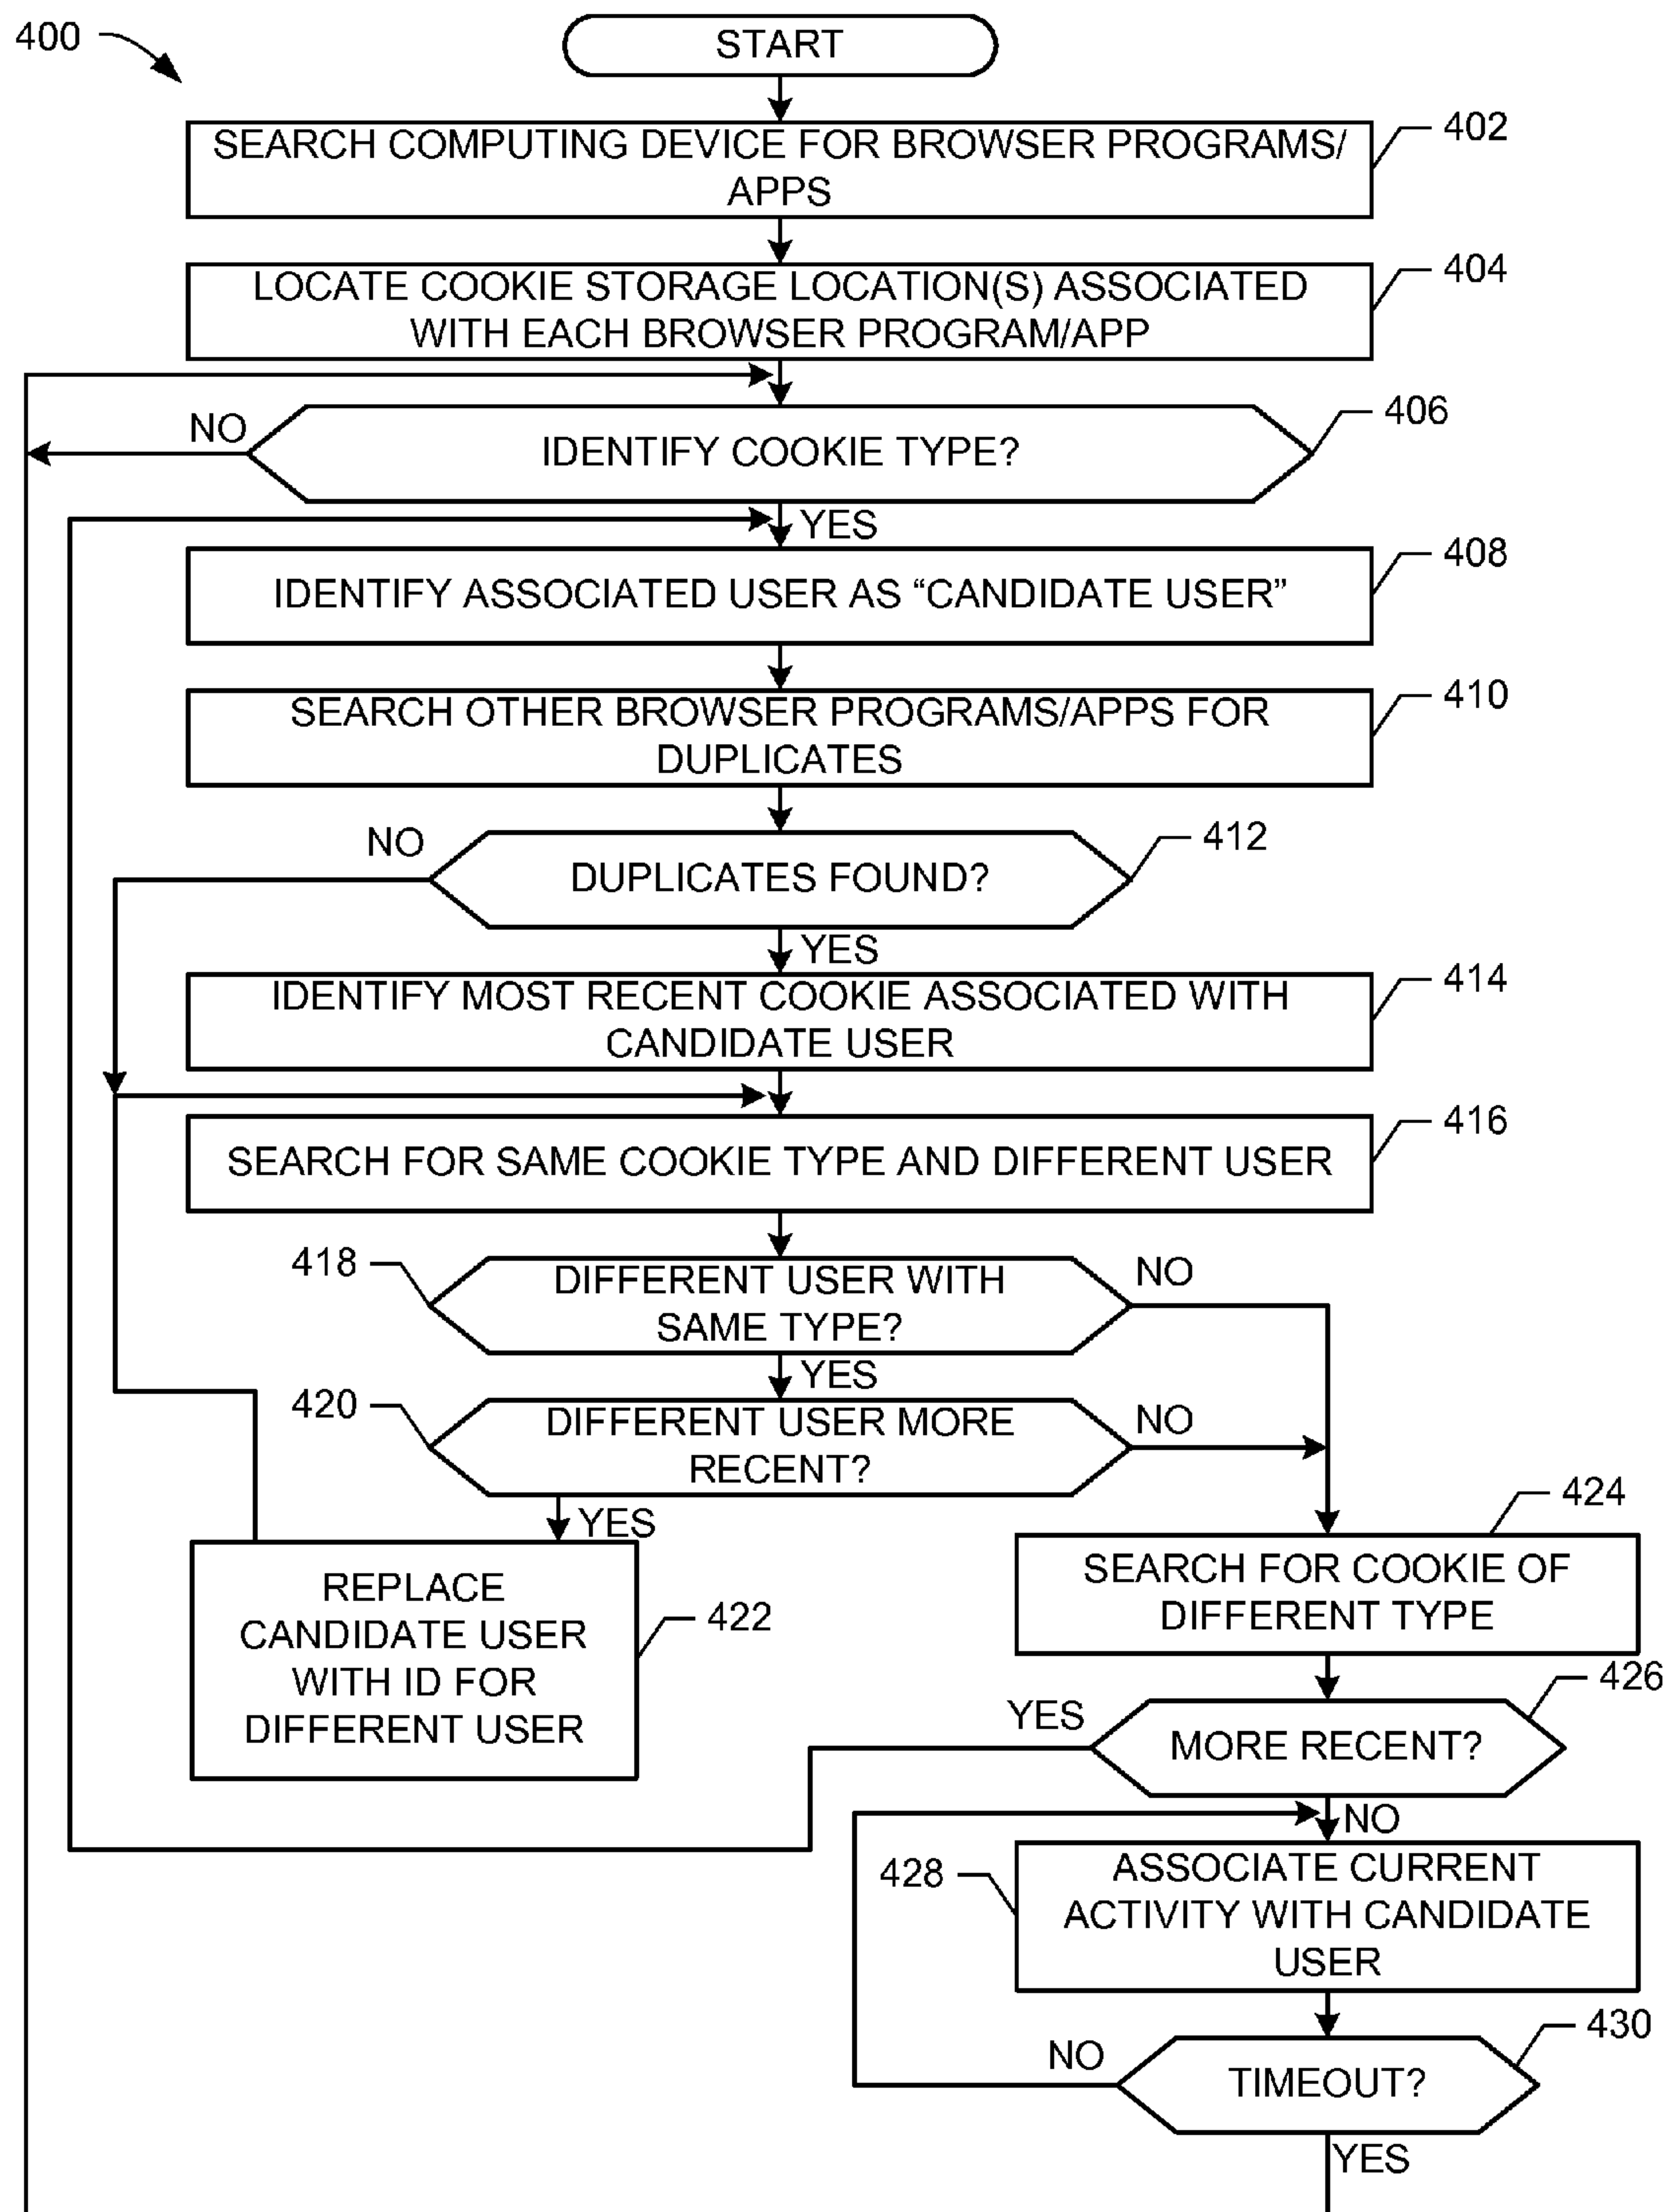 400
START
SEARCH COMPUTING DEVICE FOR BROWSER PROGRAMS/
APPS
402
LOCATE COOKIE STORAGE LOCATION(S) ASSOCIATED
WITH EACH BROWSER PROGRAM/APP
404
NO
IDENTIFY COOKIE TYPE?
406
YES
IDENTIFY ASSOCIATED USER AS “CANDIDATE USER”
408
SEARCH OTHER BROWSER PROGRAMS/APPS FOR
DUPLICATES
410
NO
DUPLICATES FOUND?
412
YES
IDENTIFY MOST RECENT COOKIE ASSOCIATED WITH
CANDIDATE USER
414
SEARCH FOR SAME COOKIE TYPE AND DIFFERENT USER
416
418
DIFFERENT USER WITH
SAME TYPE?
NO
YES
420
DIFFERENT USER MORE
RECENT?
NO
YES
REPLACE
CANDIDATE USER
WITH ID FOR
DIFFERENT USER
422
424
SEARCH FOR COOKIE OF
DIFFERENT TYPE
426
YES
MORE RECENT?
NO
428
ASSOCIATE CURRENT
ACTIVITY WITH CANDIDATE
USER
430
NO
TIMEOUT?
YES